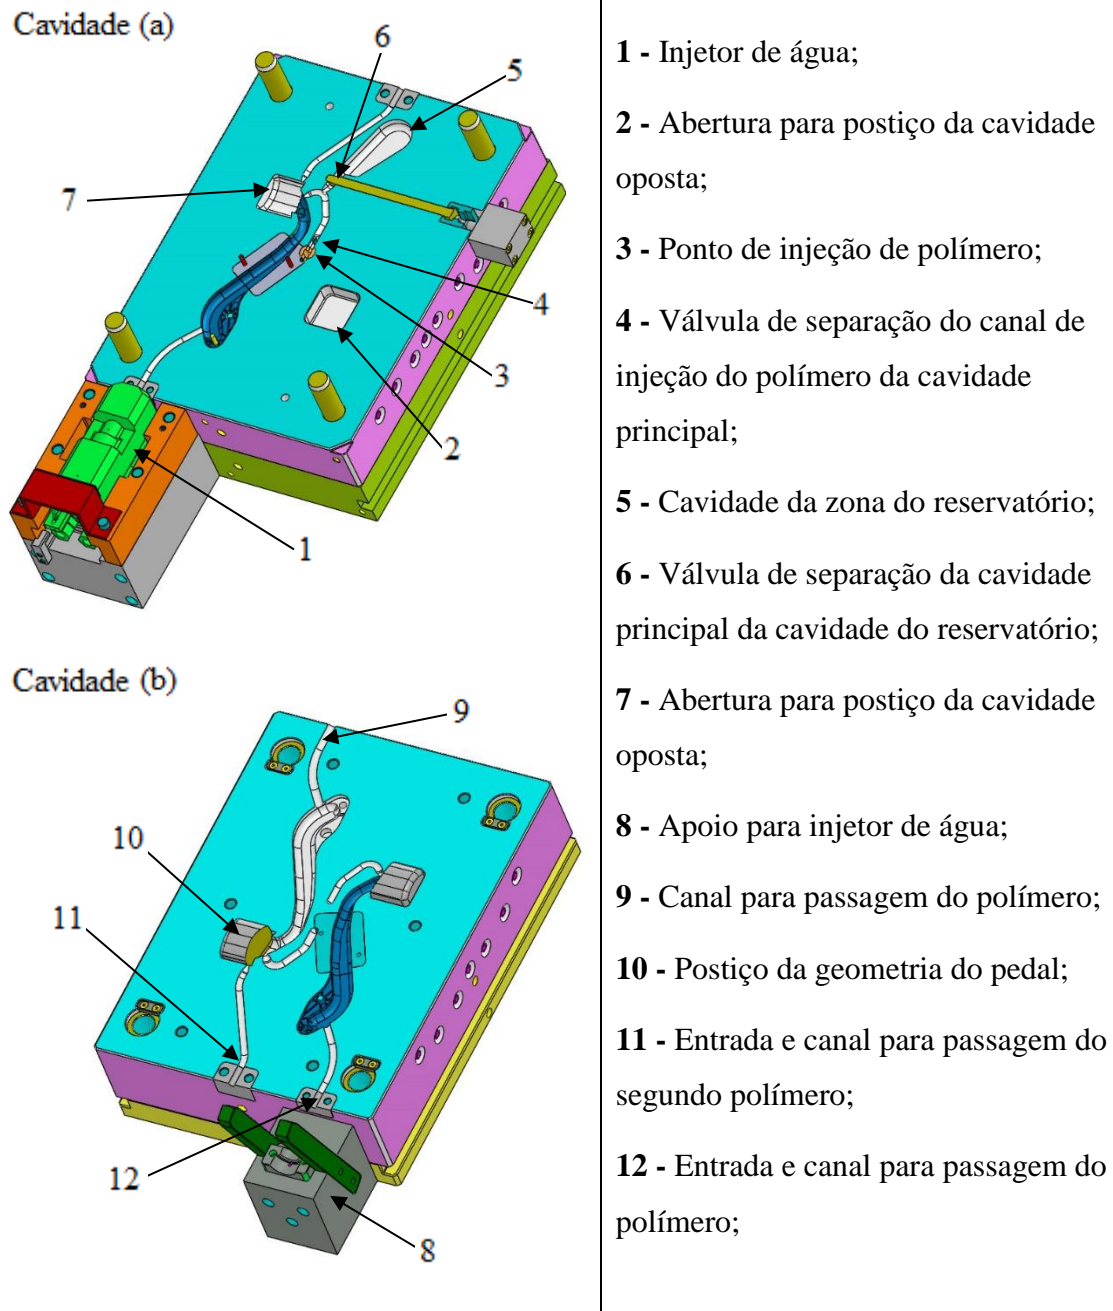 Cavidade (a)
6
5
7
4
3
2
1
Cavidade (b)
9
10
11
12
8
1 - Injetor de água;
2 - Abertura para postiço da cavidade
oposta;
3 - Ponto de injeção de polímero;
4 - Válvula de separação do canal de
injeção do polímero da cavidade
principal;
5 - Cavidade da zona do reservatório;
6 - Válvula de separação da cavidade
principal da cavidade do reservatório;
7 - Abertura para postiço da cavidade
oposta;
8 - Apoio para injetor de água;
9 - Canal para passagem do polímero;
10 - Postiço da geometria do pedal;
11 - Entrada e canal para passagem do
segundo polímero;
12 - Entrada e canal para passagem do
polímero;